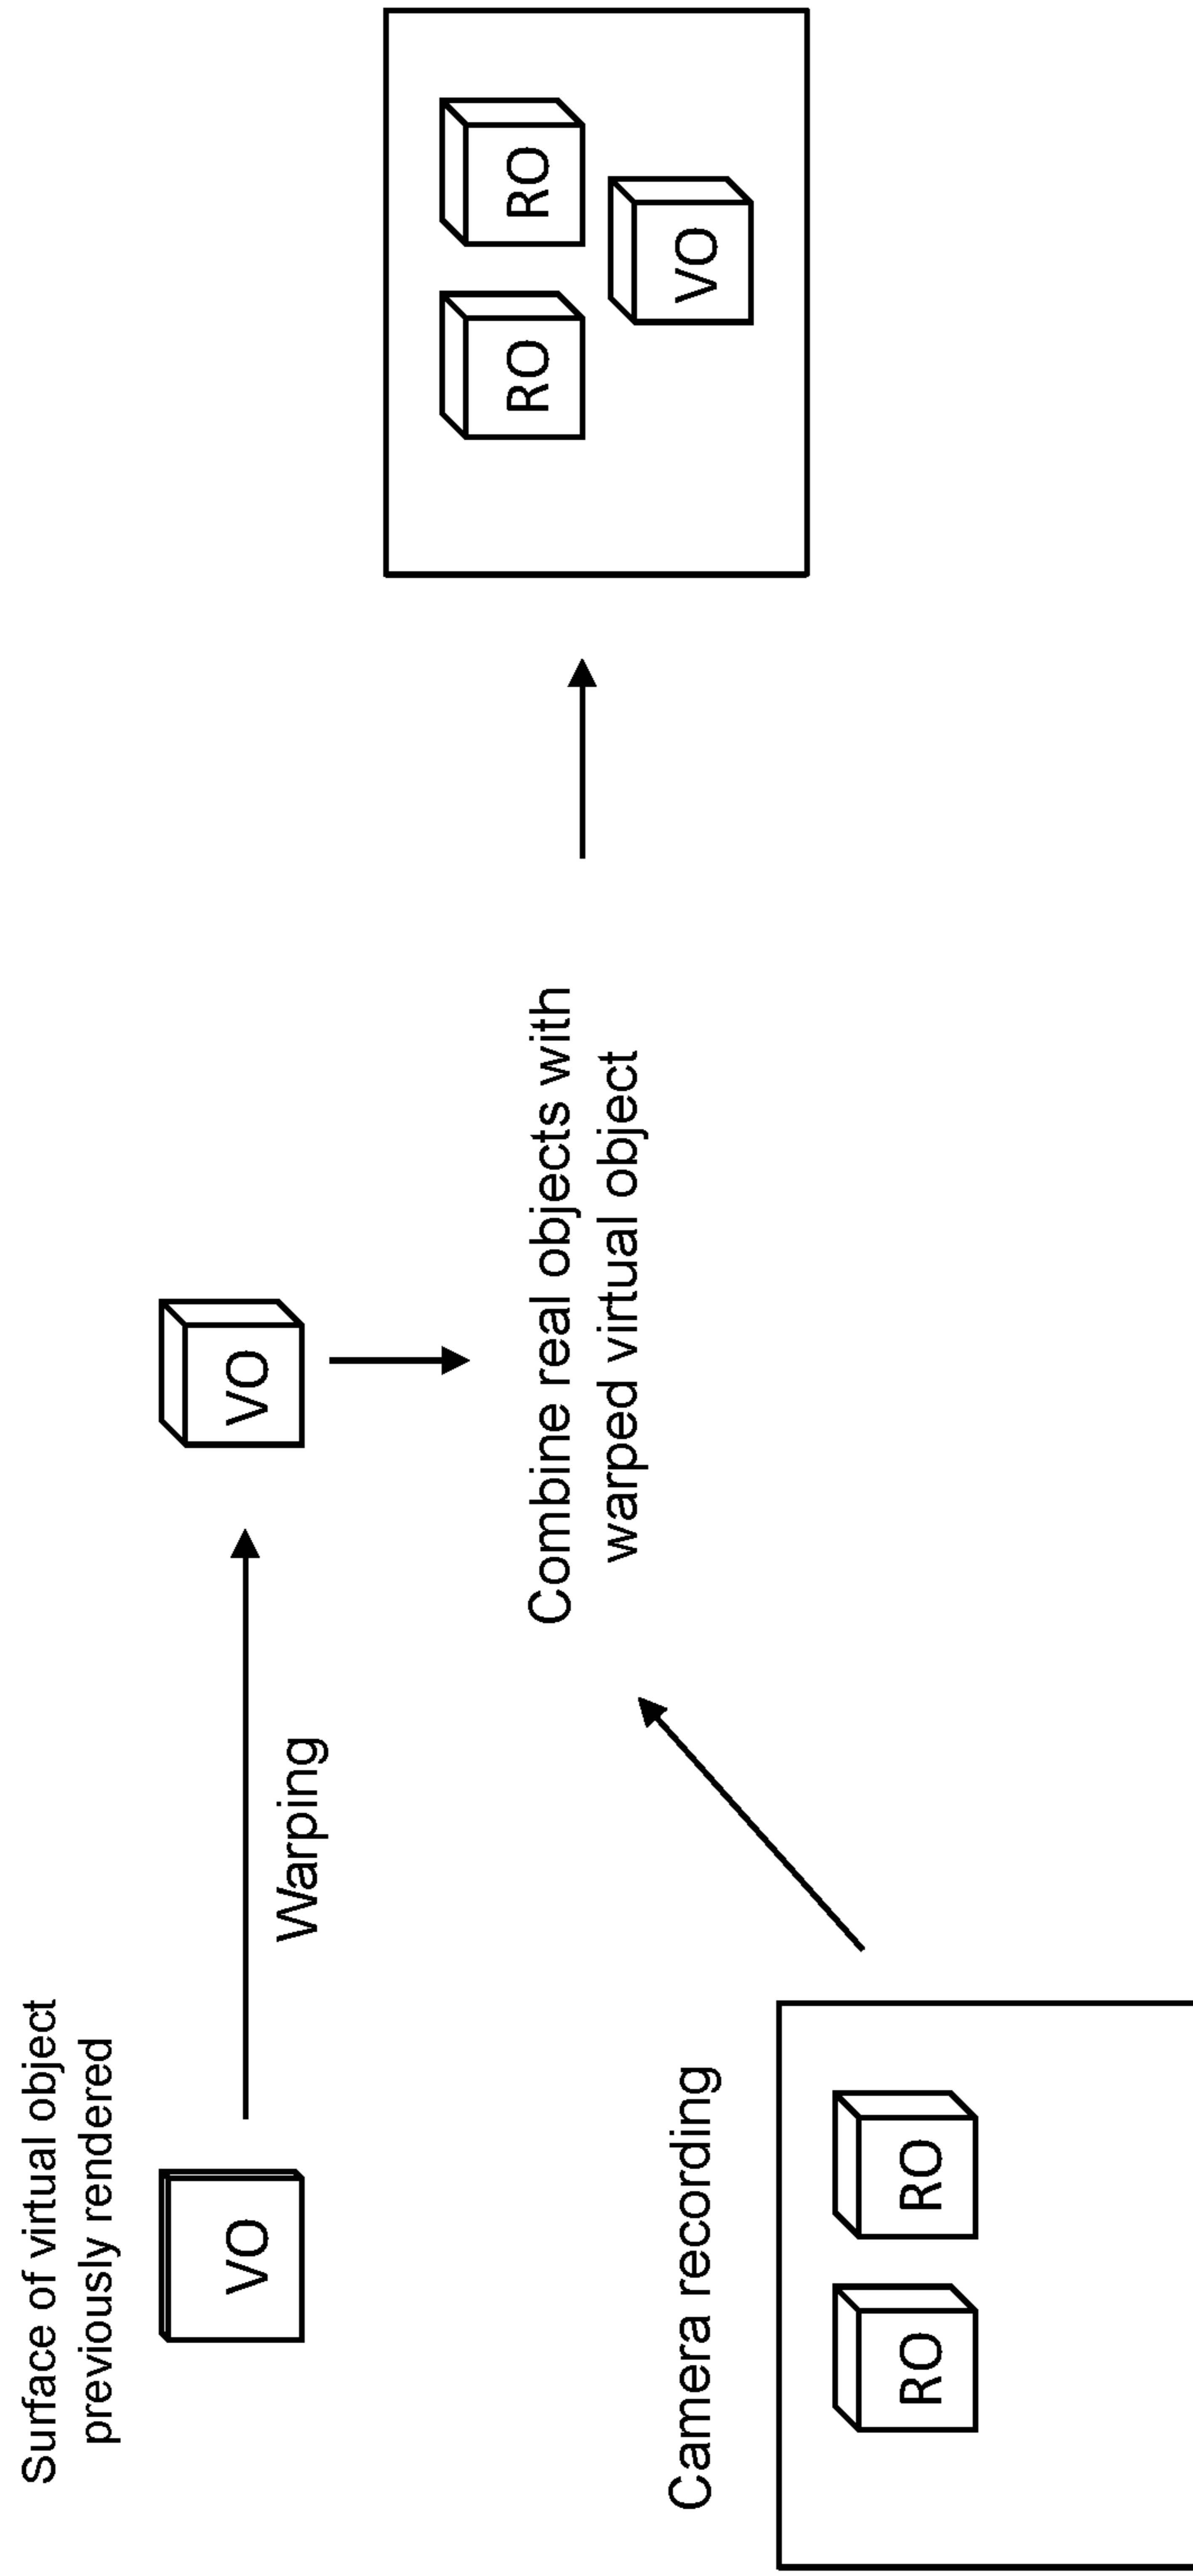 Surface of virtual object
previously rendered
VO
Warping
VO
Camera recording
RO
RO
Combine real objects with
warped virtual object
RO
RO
VO